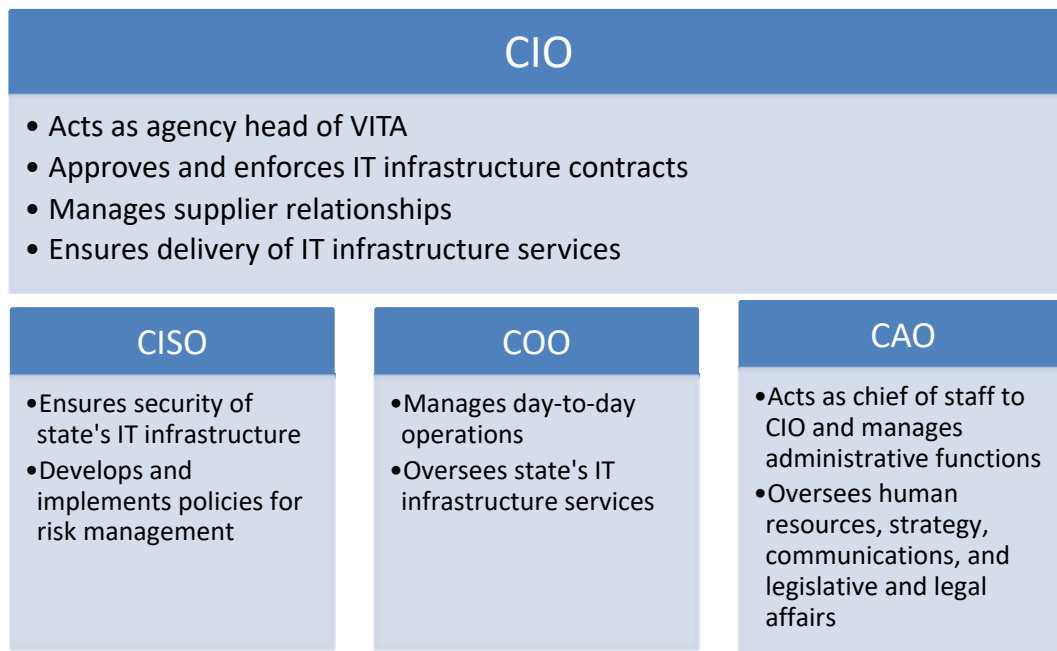 CIO
• Acts as agency head of VITA
• Approves and enforces IT infrastructure contracts
• Manages supplier relationships
• Ensures delivery of IT infrastructure services
CISO
•Ensures security of
state's IT infrastructure
•Develops and
implements policies for
risk management
COO
•Manages day-to-day
operations
•Oversees state's IT
infrastructure services
CAO
•Acts as chief of staff to
CIO and manages
administrative functions
•Oversees human
resources, strategy,
communications, and
legislative and legal
affairs